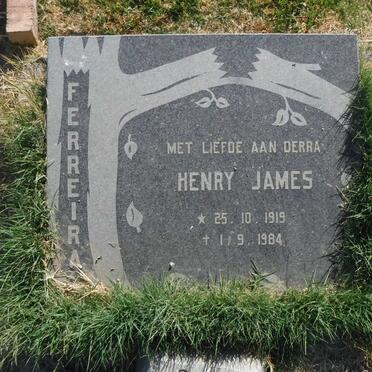 FERREIRA
MET LIEFDE AAN DERRA
HENRY JAMES
* 25. 10. 1919
† 1. 9. 1984